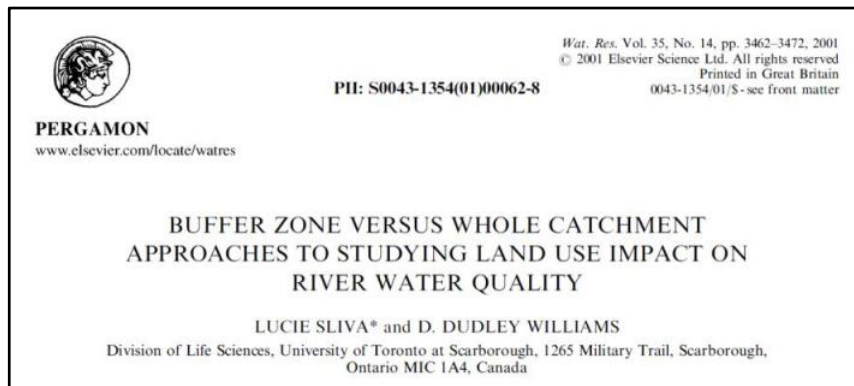 Wat. Res. Vol. 35, No. 14, pp. 3462–3472, 2001
© 2001 Elsevier Science Ltd. All rights reserved
Printed in Great Britain
0043-1354/01/$ - see front matter
PII: S0043-1354(01)00062-8
PERGAMON
www.elsevier.com/locate/watres
BUFFER ZONE VERSUS WHOLE CATCHMENT
APPROACHES TO STUDYING LAND USE IMPACT ON
RIVER WATER QUALITY
LUCIE SLIVA* and D. DUDLEY WILLIAMS
Division of Life Sciences, University of Toronto at Scarborough, 1265 Military Trail, Scarborough,
Ontario MIC 1A4, Canada